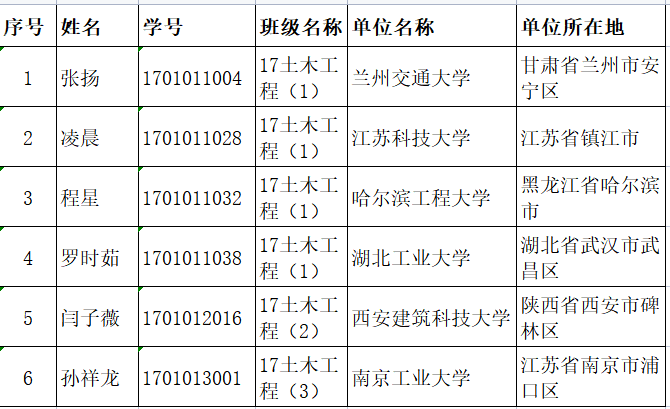 序号 姓名 学号 班级名称 单位名称 单位所在地
1 张扬 1701011004 17土木工程（1） 兰州交通大学 甘肃省兰州市安宁区
2 凌晨 1701011028 17土木工程（1） 江苏科技大学 江苏省镇江市
3 程星 1701011032 17土木工程（1） 哈尔滨工程大学 黑龙江省哈尔滨市
4 罗时茹 1701011038 17土木工程（1） 湖北工业大学 湖北省武汉市武昌区
5 闫子薇 1701012016 17土木工程（2） 西安建筑科技大学 陕西省西安市碑林区
6 孙祥龙 1701013001 17土木工程（3） 南京工业大学 江苏省南京市浦口区